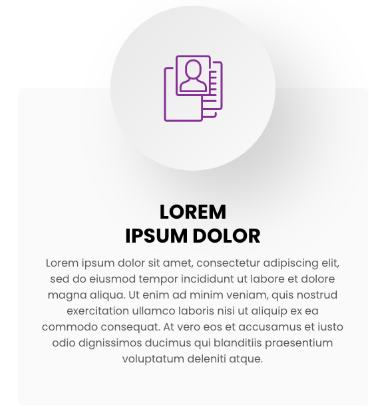 LOREM
IPSUM DOLOR
Lorem ipsum dolor sit amet, consectetur adipiscing elit,
sed do eiusmod tempor incididunt ut labore et dolore
magna aliqua. Ut enim ad minim veniam, quis nostrud
exercitation ullamco laboris nisi ut aliquip ex ea
commodo consequat. At vero eos et accusamus et iusto
odio dignissimos ducimus qui blanditiis praesentium
voluptatum deleniti atque.